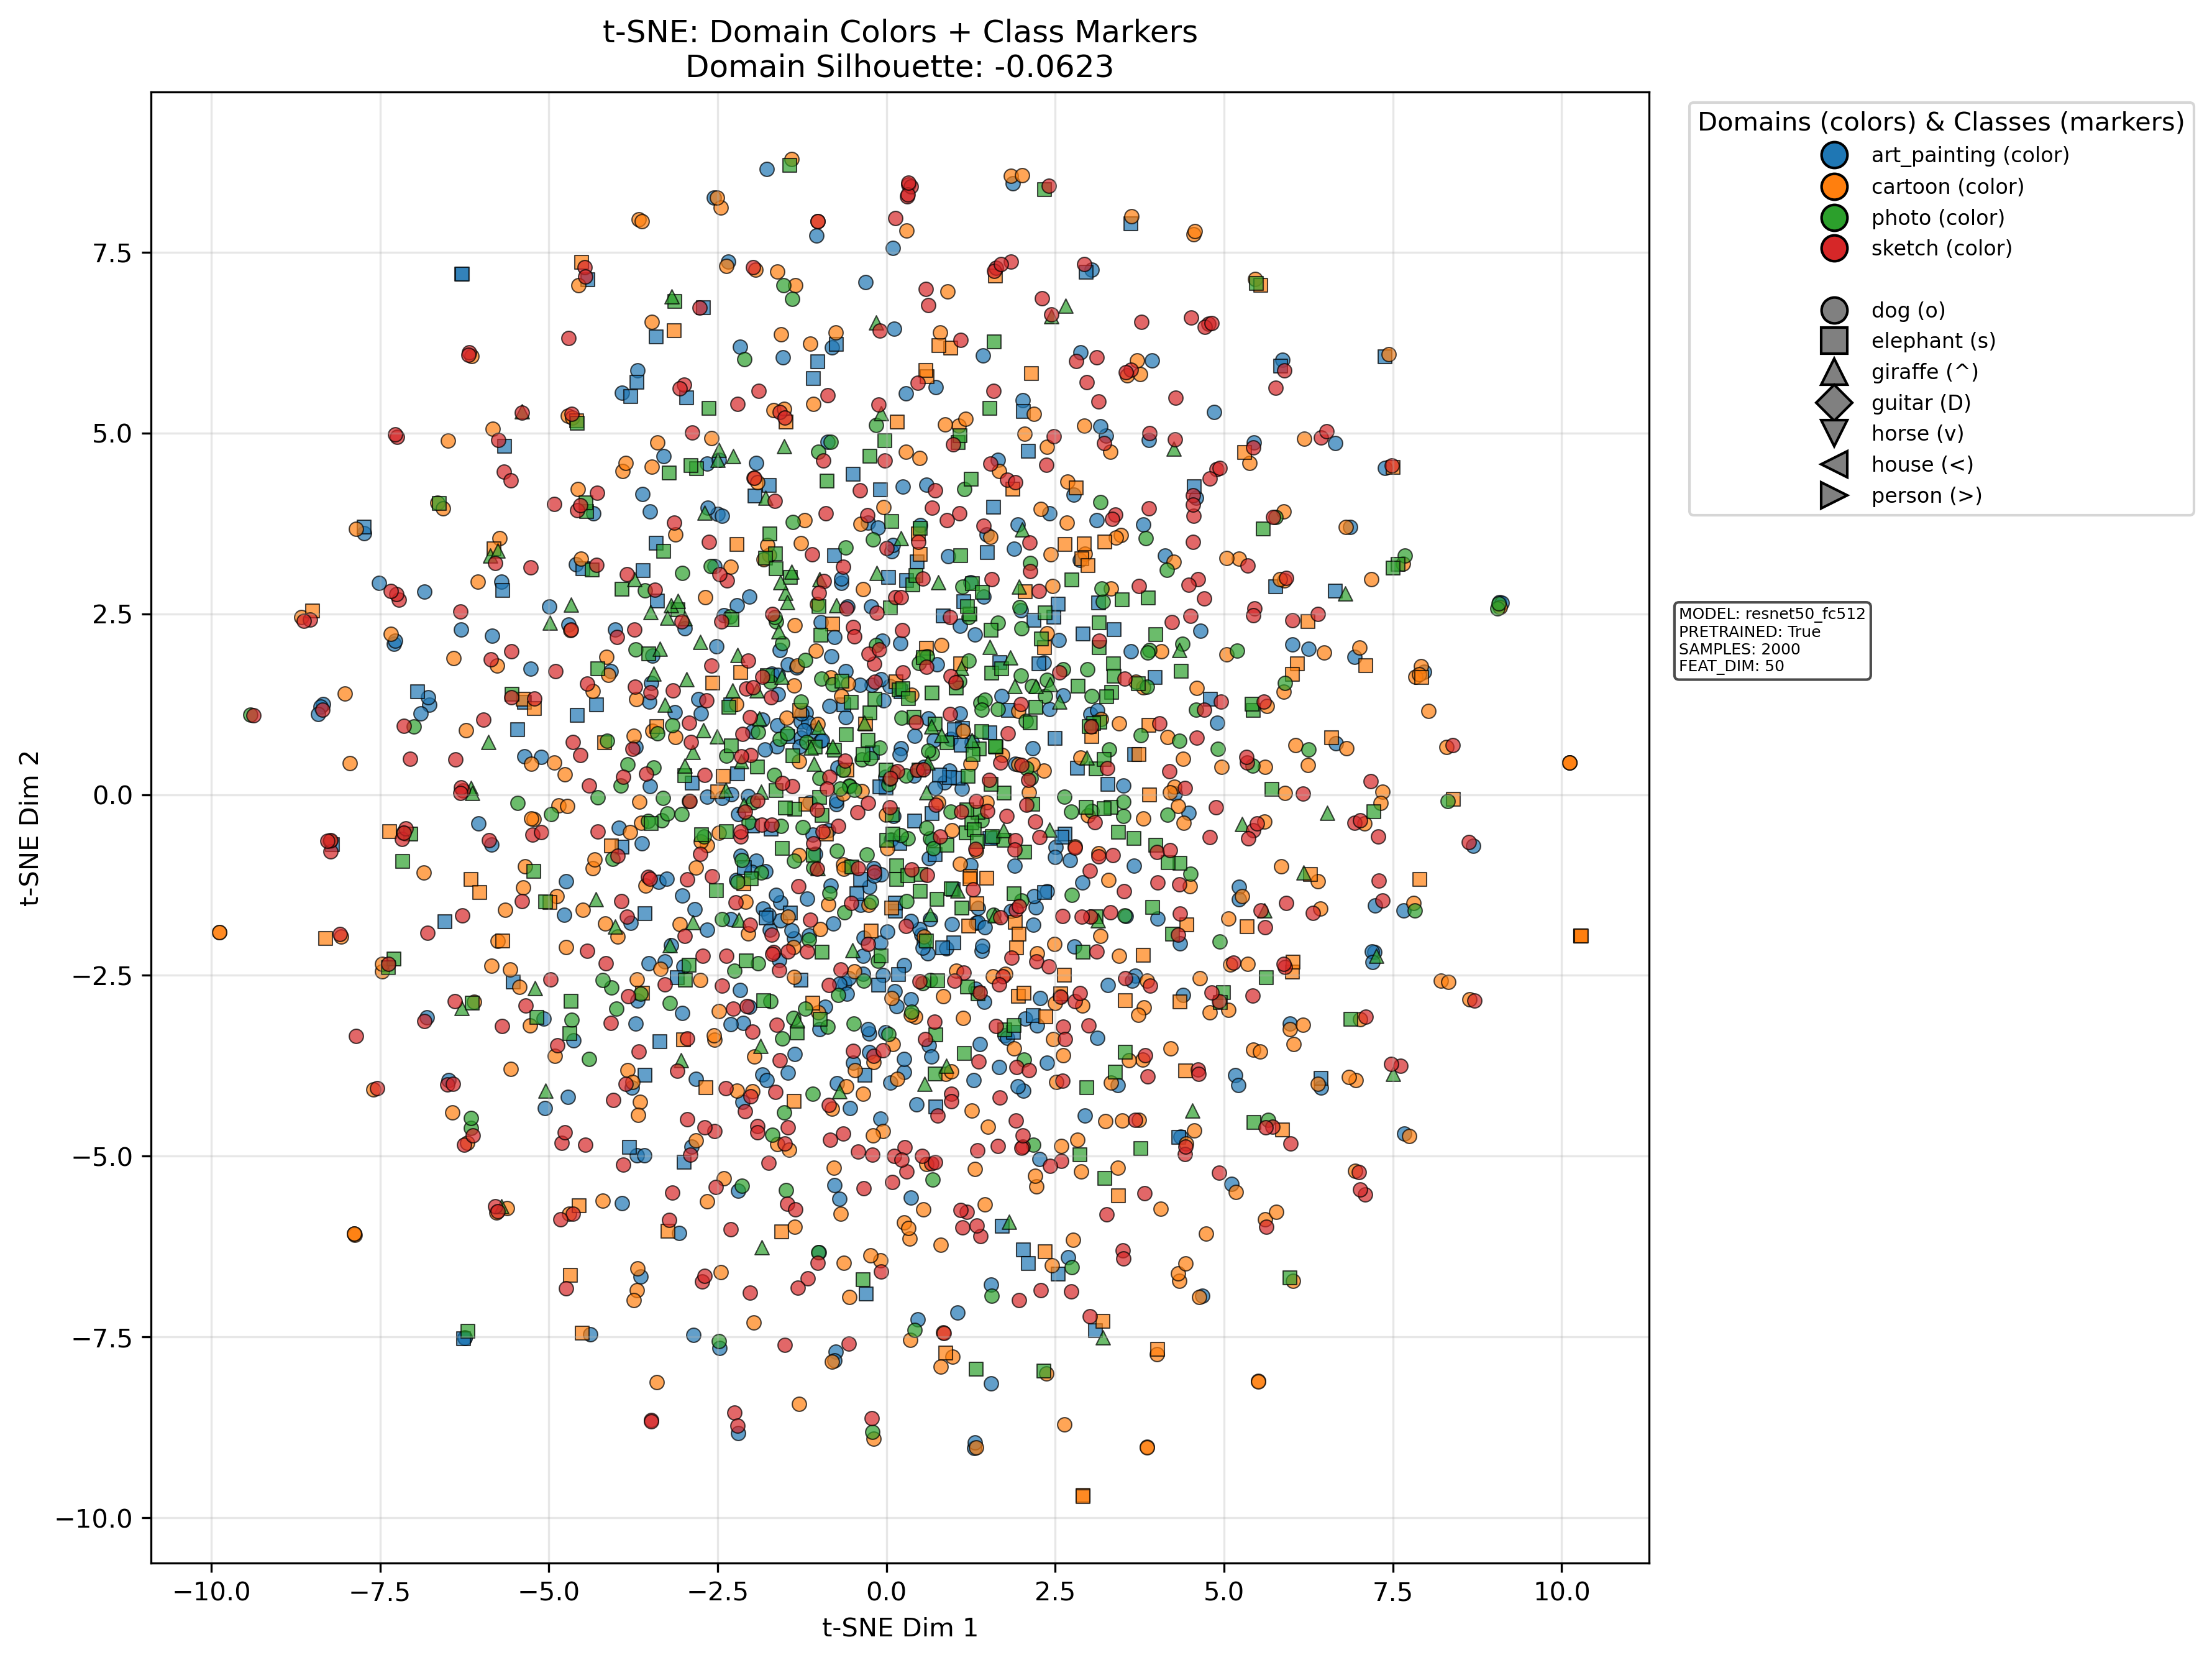 t-SNE: Domain Colors + Class Markers
Domain Silhouette: -0.0623
Domains (colors) & Classes (markers)
art_painting (color)
cartoon (color)
photo (color)
sketch (color)
dog (o)
elephant (s)
giraffe (^)
guitar (D)
horse (v)
house (<)
person (>)
MODEL: resnet50_fc512
PRETRAINED: True
SAMPLES: 2000
FEAT_DIM: 50
t-SNE Dim 2
7.5
5.0
2.5
0.0
−2.5
−5.0
−7.5
−10.0
−10.0 −7.5 −5.0 −2.5 0.0 2.5 5.0 7.5 10.0
t-SNE Dim 1